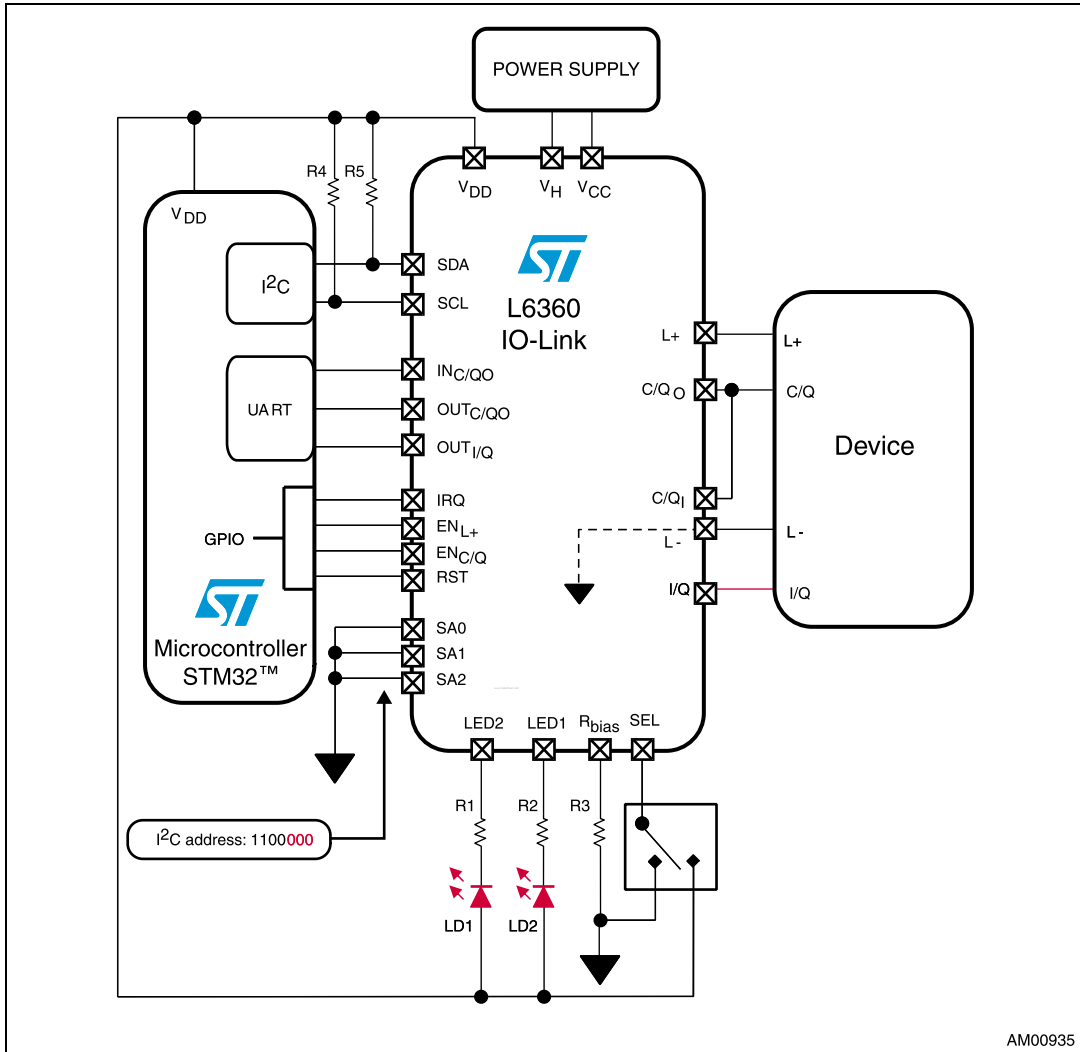 POWER SUPPLY
R4
R5
VDD
VH
VCC
VDD
I²C
SDA
SCL
ST
L6360
IO-Link
UART
INC/QO
OUTC/QO
OUTI/Q
GPIO
IRQ
ENL+
ENC/Q
RST
ST
Microcontroller
STM32™
SA0
SA1
SA2
L+
C/QO
C/QI
L-
I/Q
L+
C/Q
Device
L-
I/Q
LED2
LED1
Rbias
SEL
R1
R2
R3
I²C address: 1100000
LD1
LD2
AM00935